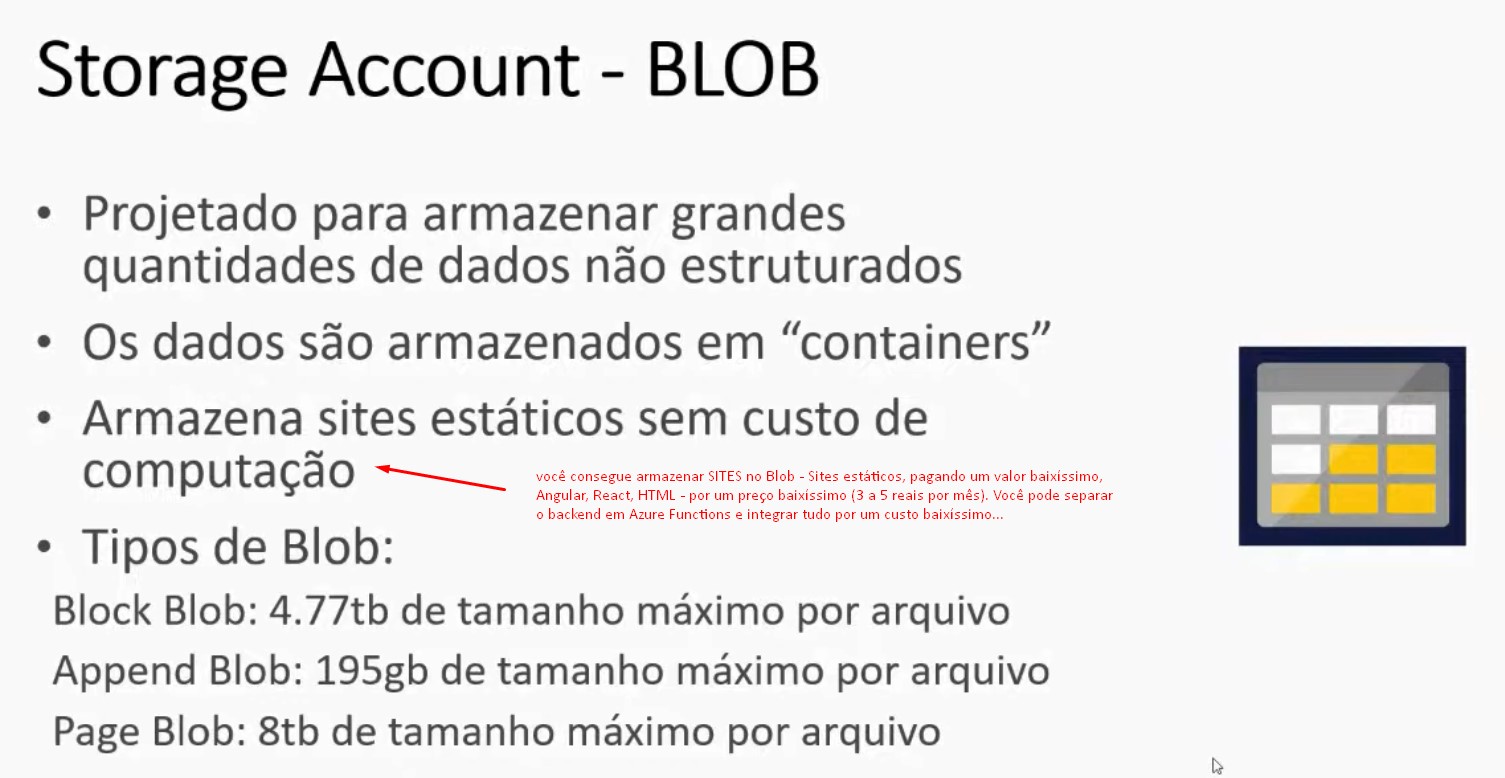 Storage Account - BLOB
• Projetado para armazenar grandes
quantidades de dados não estruturados
• Os dados são armazenados em “containers”
• Armazena sites estáticos sem custo de
computação
você consegue armazenar SITES no Blob - Sites estáticos, pagando um valor baixíssimo,
Angular, React, HTML - por um preço baixíssimo (3 a 5 reais por mês). Você pode separar
o backend em Azure Functions e integrar tudo por um custo baixíssimo...
• Tipos de Blob:
Block Blob: 4.77tb de tamanho máximo por arquivo
Append Blob: 195gb de tamanho máximo por arquivo
Page Blob: 8tb de tamanho máximo por arquivo